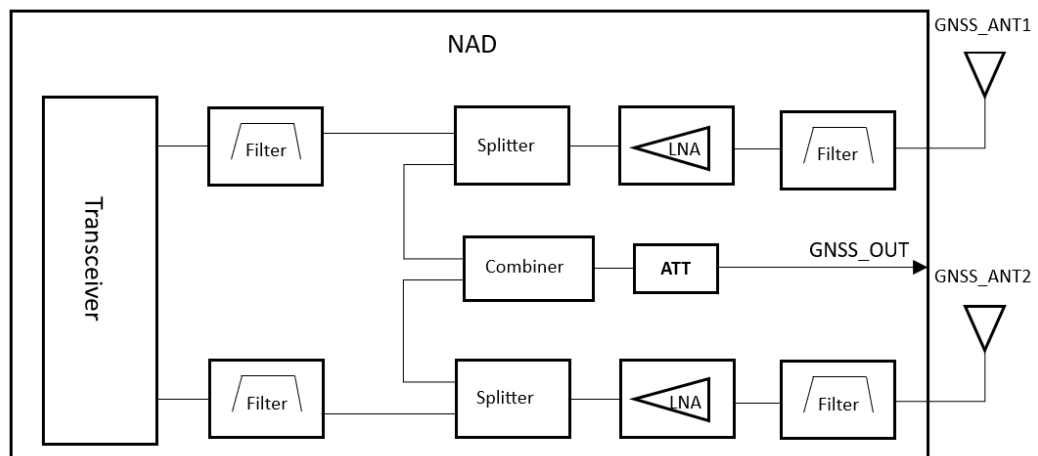 NAD
GNSS_ANT1
Filter
Splitter
LNA
Filter
Transceiver
Combiner
ATT
GNSS_OUT
GNSS_ANT2
Filter
Splitter
LNA
Filter